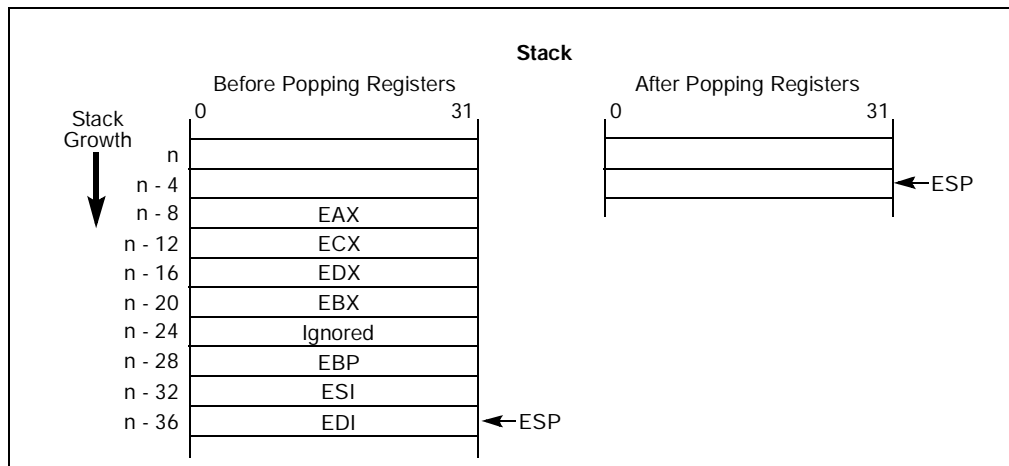 Stack
Before Popping Registers
After Popping Registers
0 31
0 31
Stack
Growth
n
n - 4
ESP
n - 8 EAX
n - 12 ECX
n - 16 EDX
n - 20 EBX
n - 24 Ignored
n - 28 EBP
n - 32 ESI
n - 36 EDI ESP